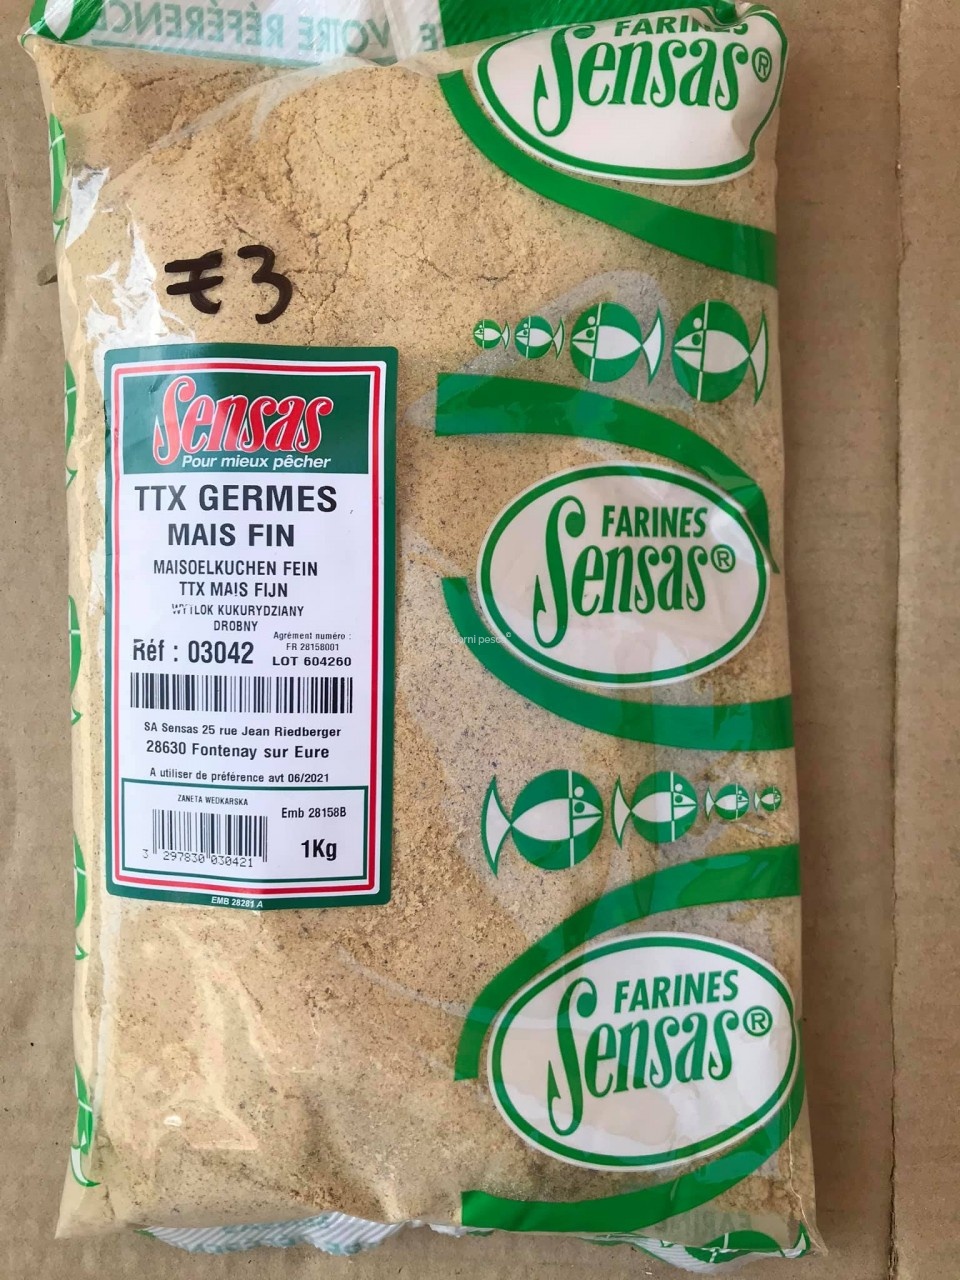 VOTRE RÉFÉRENCE
FARINES
Sensas®
€3
Sensas
Pour mieux pêcher
TTX GERMES
MAIS FIN
MAISOELKUCHEN FEIN
TTX MAIS FIJN
WYTLOK KUKURYDZIANY
DROBNY
Réf : 03042
Agrément numéro :
FR 28158001
LOT 604260
SA Sensas 25 rue Jean Riedberger
28630 Fontenay sur Eure
A utiliser de préférence avt 06/2021
ZANETA WEDKARSKA
Emb 28158B
3 297830 030421
1Kg
EMB 28281 A
FARINES
Sensas®
FARINES
Sensas®